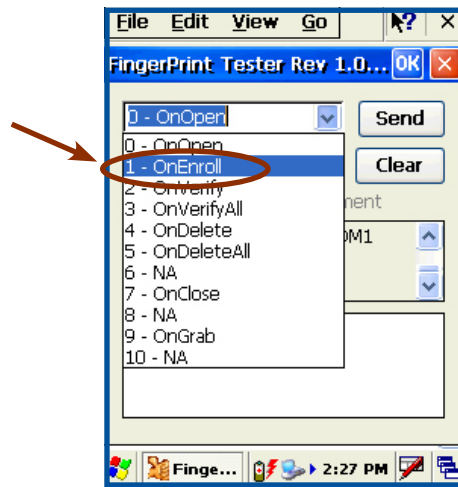 File Edit View Go ? ×
FingerPrint Tester Rev 1.0... OK ×
0 - OnOpen Send
0 - OnOpen
1 - OnEnroll Clear
2 - OnVerify
3 - OnVerifyAll
4 - OnDelete
5 - OnDeleteAll
6 - NA
7 - OnClose
8 - NA
9 - OnGrab
10 - NA
Finge... 2:27 PM